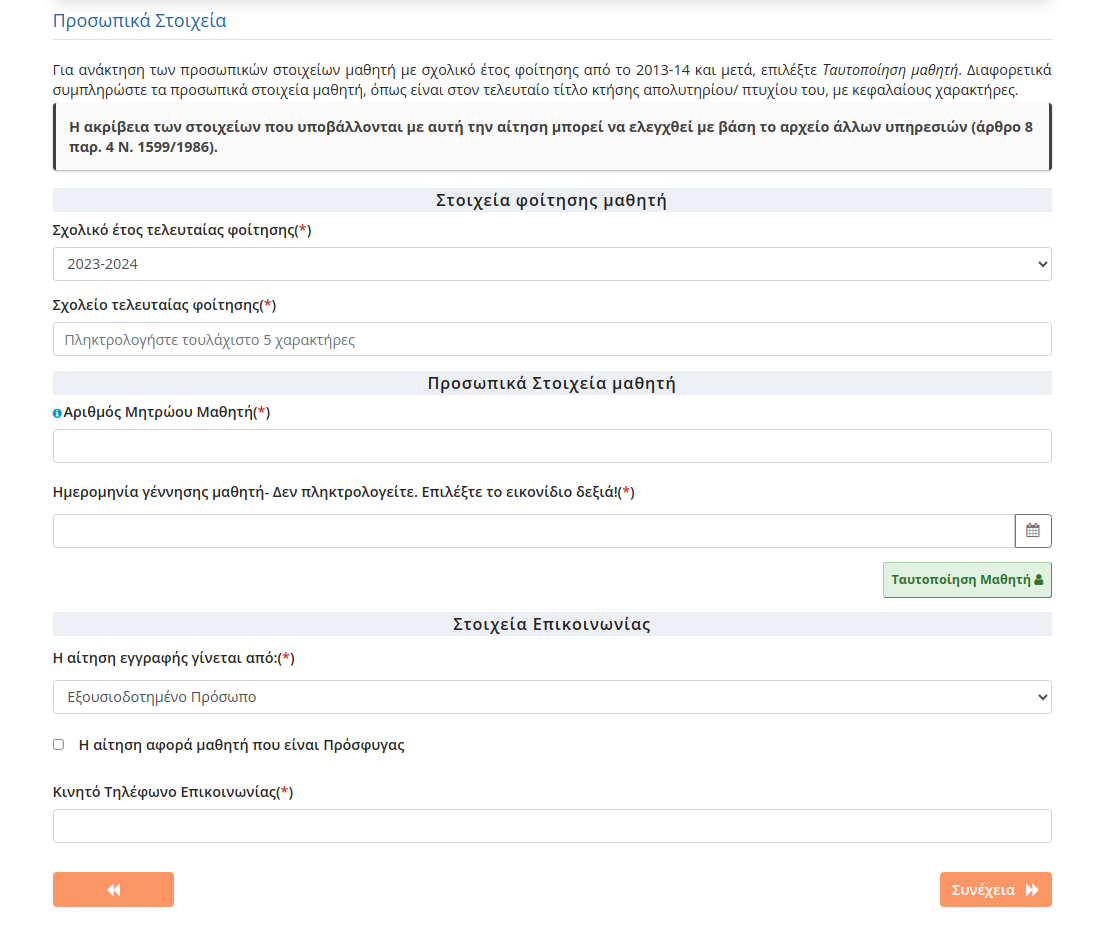 Προσωπικά Στοιχεία
Για ανάκτηση των προσωπικών στοιχείων μαθητή με σχολικό έτος φοίτησης από το 2013-14 και μετά, επιλέξτε Ταυτοποίηση μαθητή. Διαφορετικά
συμπληρώστε τα προσωπικά στοιχεία μαθητή, όπως είναι στον τελευταίο τίτλο κτήσης απολυτηρίου/ πτυχίου του, με κεφαλαίους χαρακτήρες.
Η ακρίβεια των στοιχείων που υποβάλλονται με αυτή την αίτηση μπορεί να ελεγχθεί με βάση το αρχείο άλλων υπηρεσιών (άρθρο 8
παρ. 4 Ν. 1599/1986).
Στοιχεία φοίτησης μαθητή
Σχολικό έτος τελευταίας φοίτησης(*)
2023-2024
Σχολείο τελευταίας φοίτησης(*)
Πληκτρολογήστε τουλάχιστο 5 χαρακτήρες
Προσωπικά Στοιχεία μαθητή
Αριθμός Μητρώου Μαθητή(*)
Ημερομηνία γέννησης μαθητή- Δεν πληκτρολογείτε. Επιλέξτε το εικονίδιο δεξιά!(*)
Ταυτοποίηση Μαθητή
Στοιχεία Επικοινωνίας
Η αίτηση εγγραφής γίνεται από:(*)
Εξουσιοδοτημένο Πρόσωπο
Η αίτηση αφορά μαθητή που είναι Πρόσφυγας
Κινητό Τηλέφωνο Επικοινωνίας(*)
Συνέχεια